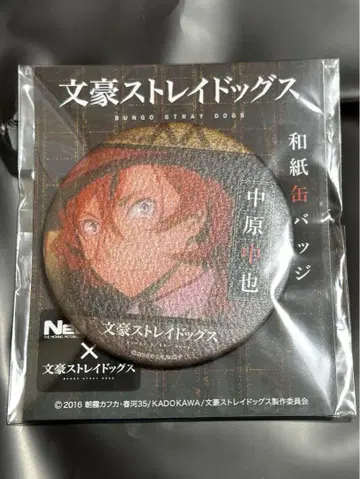 文豪ストレイドッグス
BUNGO STRAY DOGS
和紙缶バッジ
中原中也
文豪ストレイドッグス
×
文豪ストレイドッグス
BUNGO STRAY DOGS
©2016 朝霧カフカ・春河35/KADOKAWA/文豪ストレイドッグス製作委員会